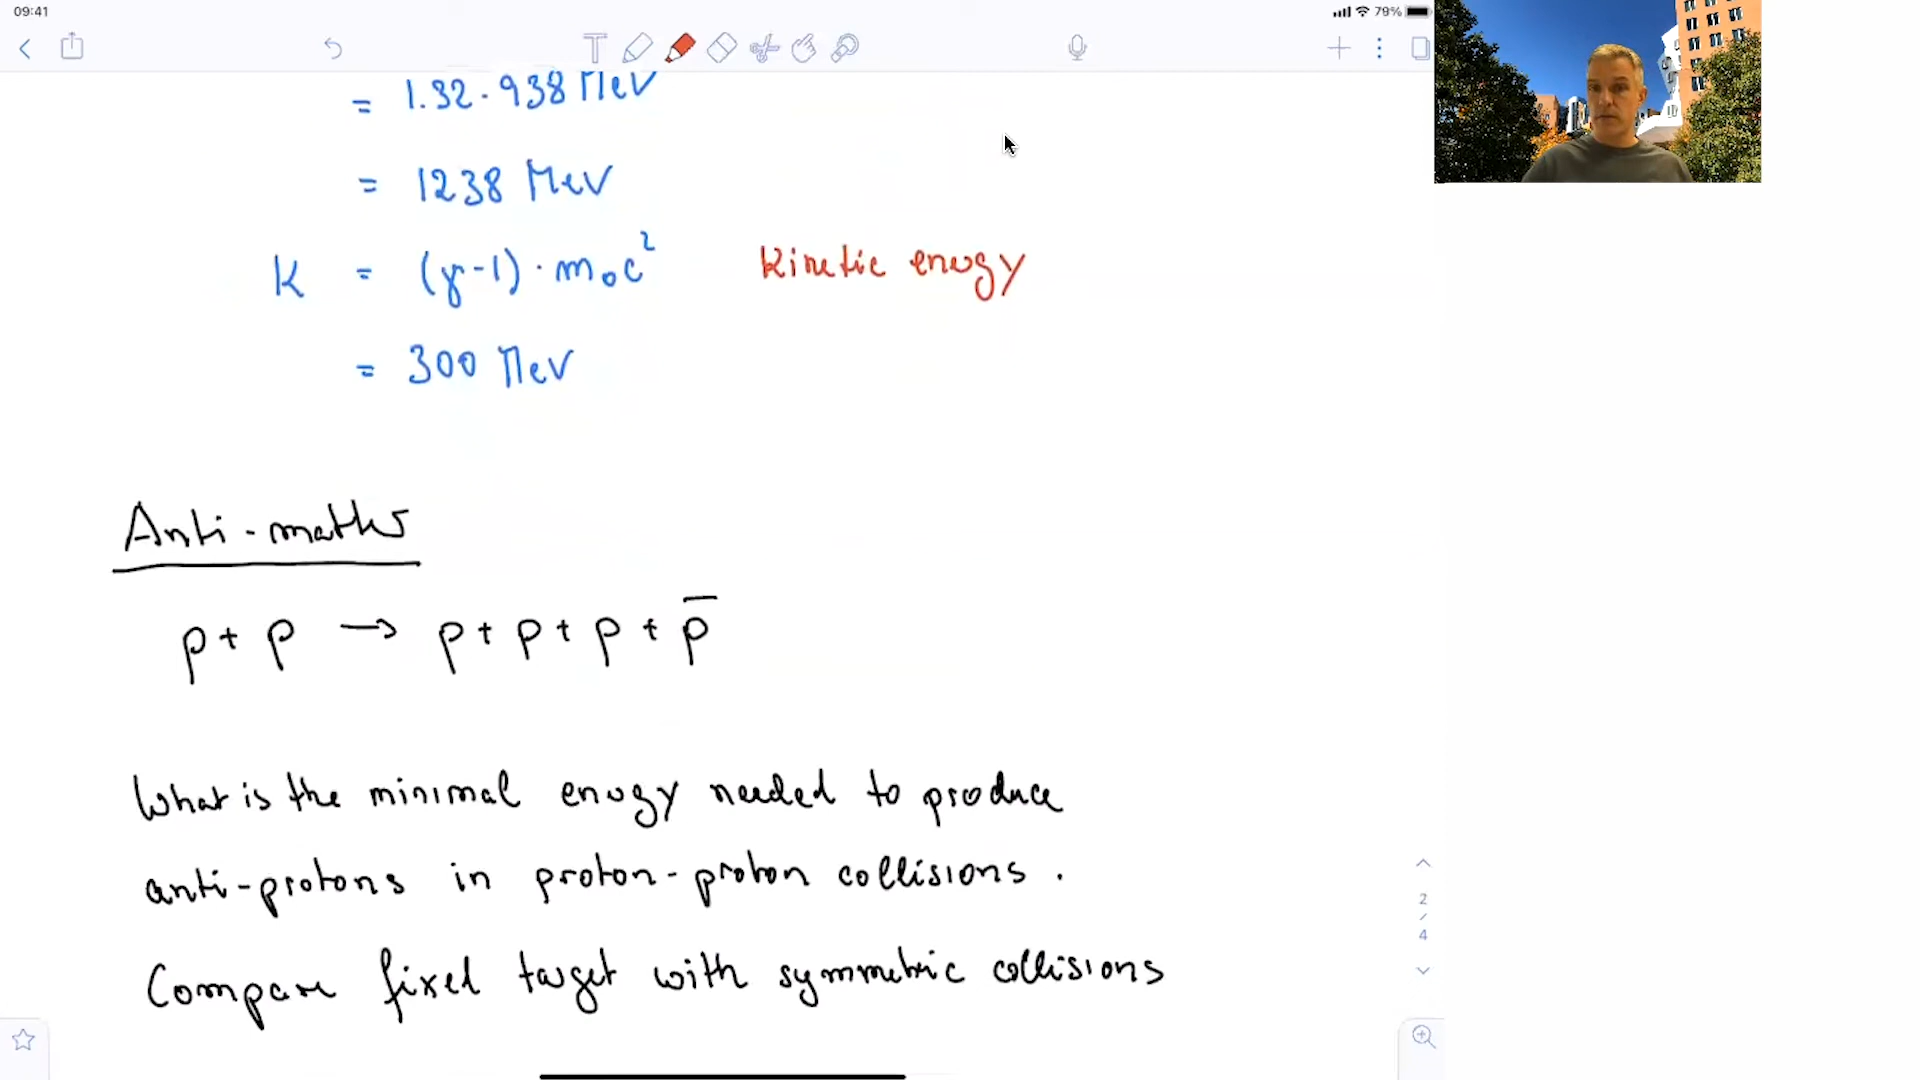 09:41 79%
= 1.32 · 938 MeV
= 1238 MeV
K = (γ-1) · m₀c² Kinetic energy
= 300 MeV
Anti-matter
p + p → p + p + p + p̅
What is the minimal energy needed to produce
anti-protons in proton-proton collisions.
Compare fixed target with symmetric collisions
2
/
4